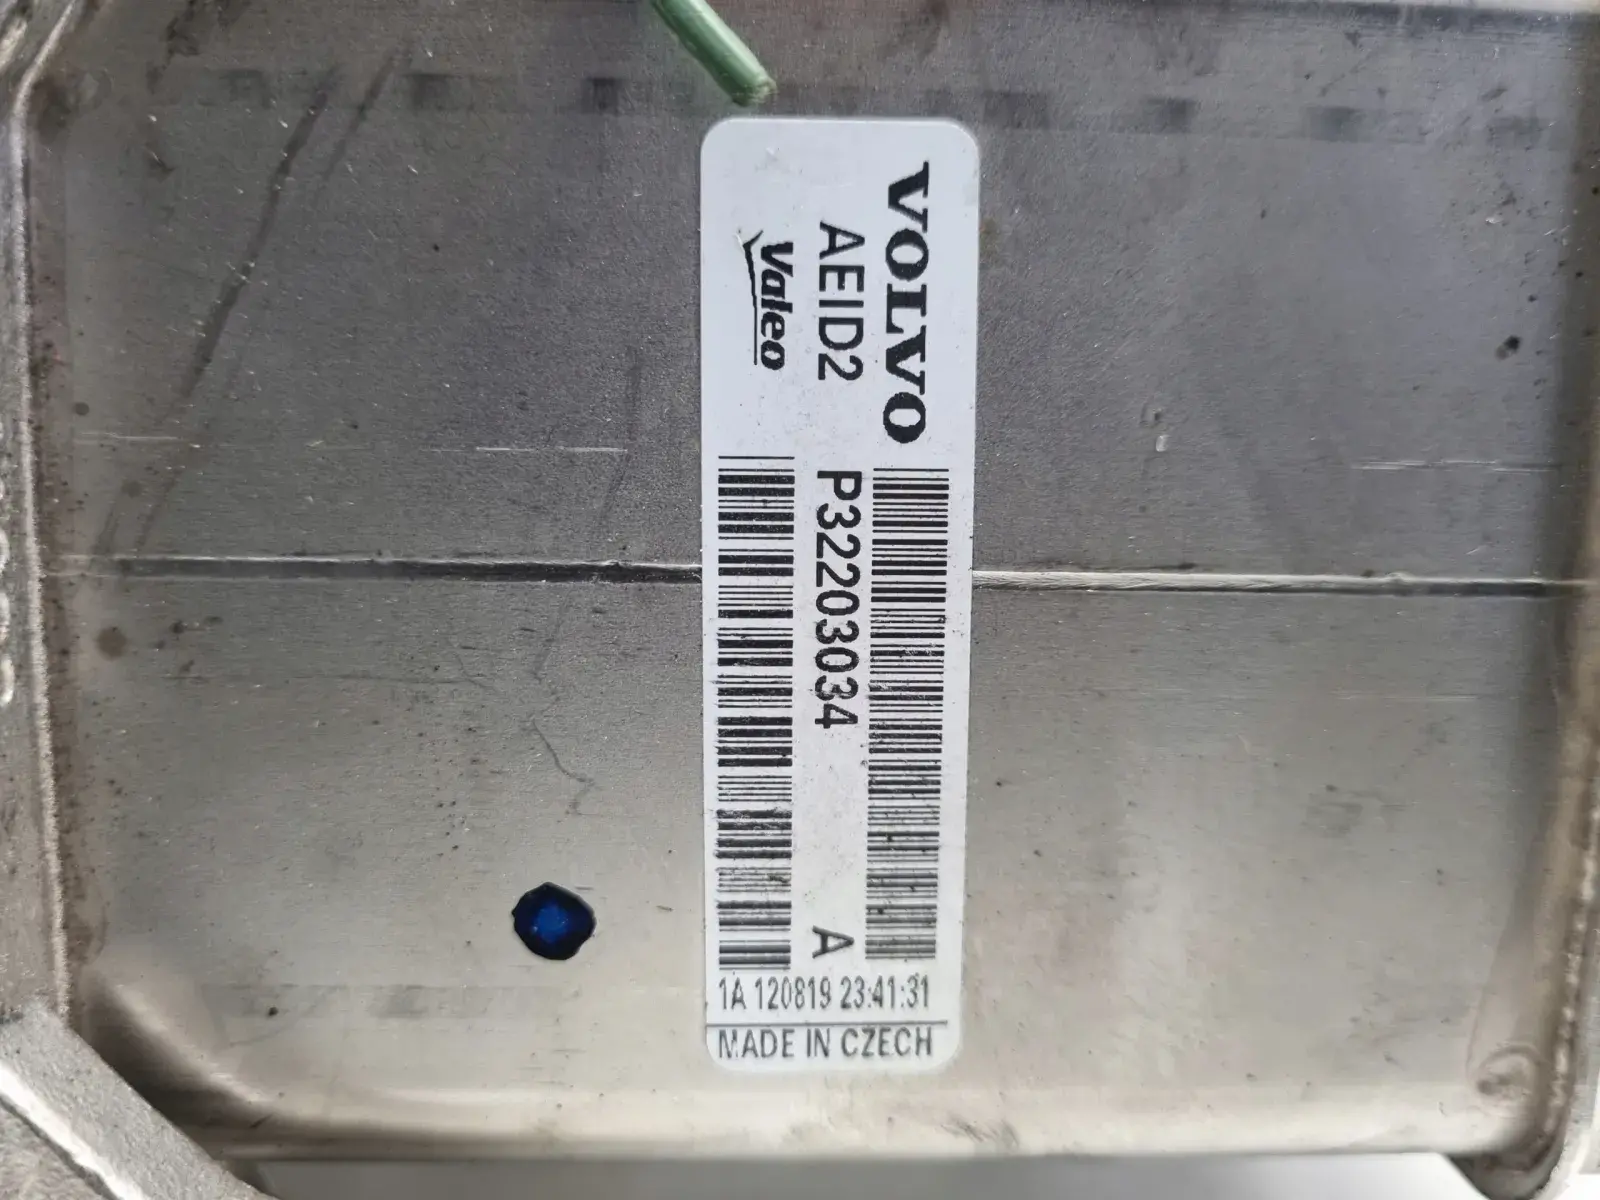 VOLVO
AEID2
Valeo
P32203034
A
1A 120819 23:41:31
MADE IN CZECH